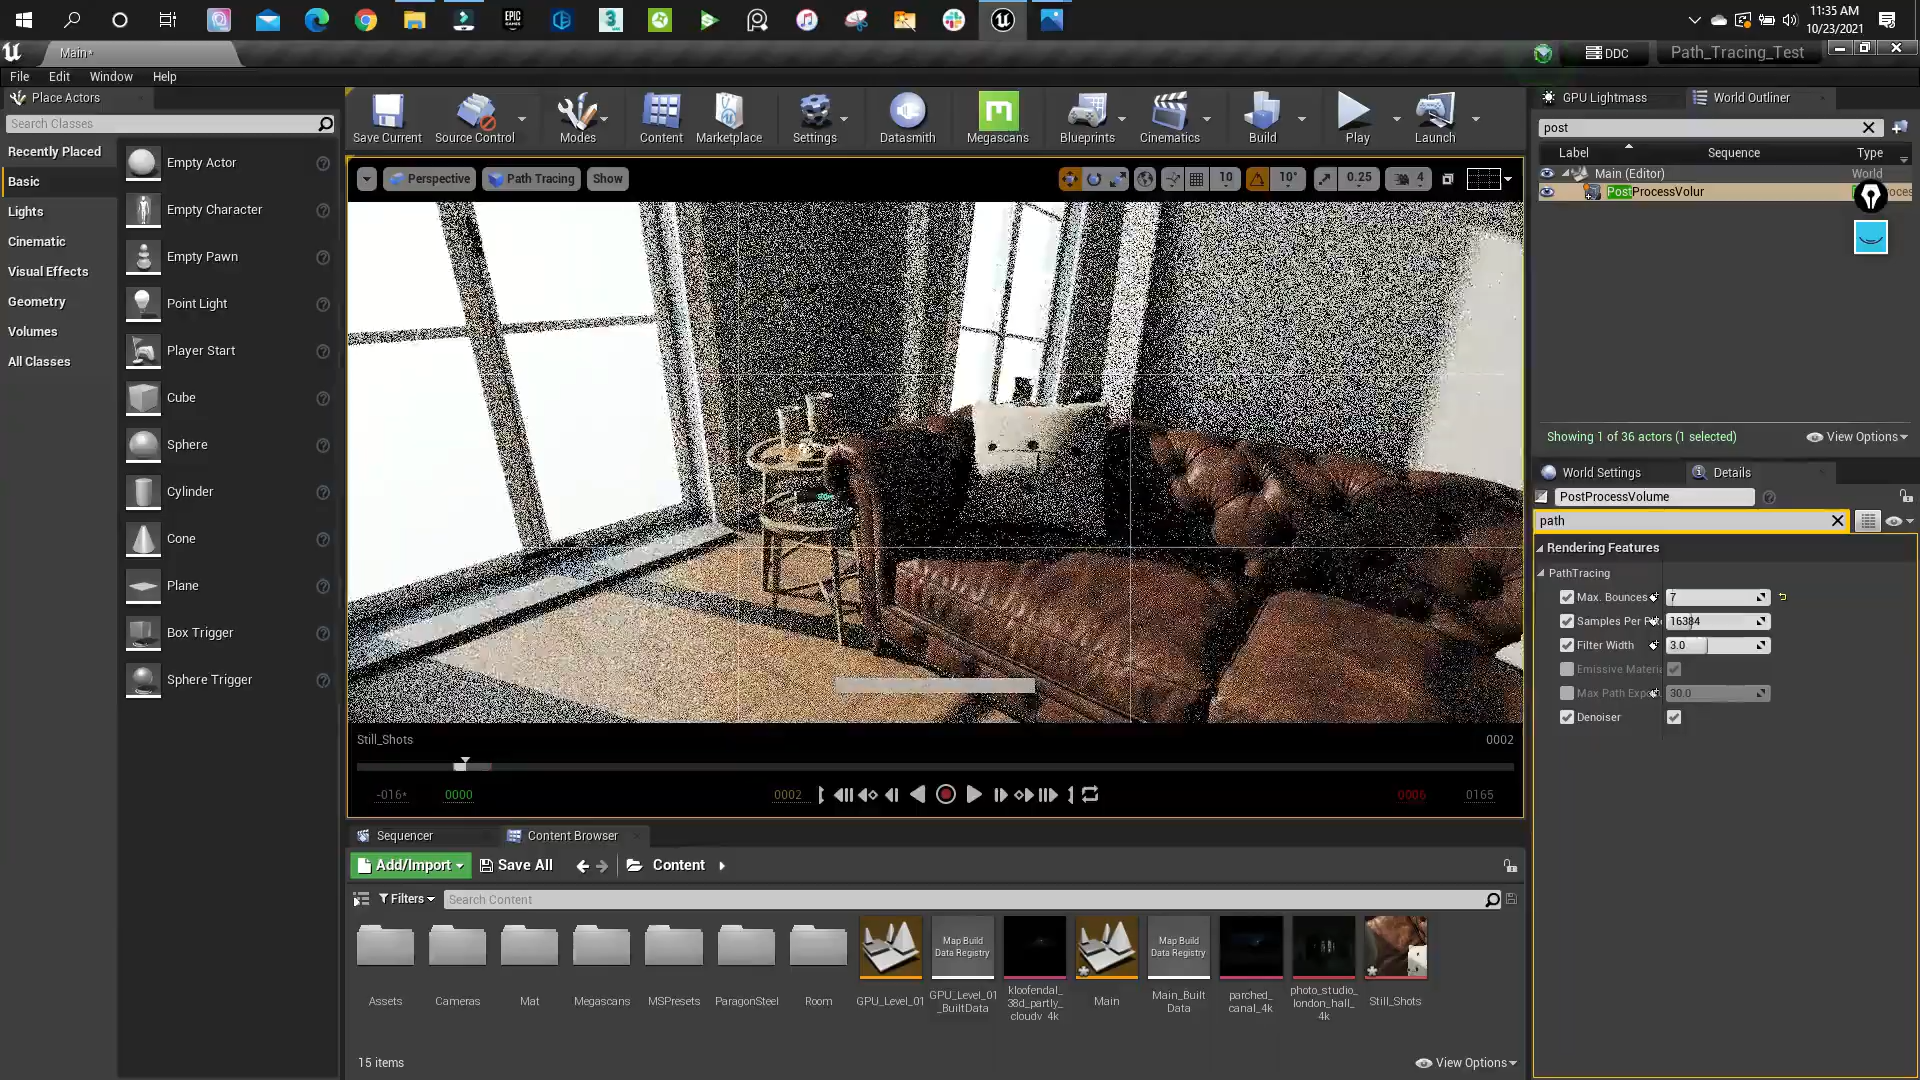 11:35 AM
10/23/2021
Main*
DDC
Path_Tracing_Test
File Edit Window Help
Place Actors
Search Classes
Recently Placed
Basic
Lights
Cinematic
Visual Effects
Geometry
Volumes
All Classes
Empty Actor
Empty Character
Empty Pawn
Point Light
Player Start
Cube
Sphere
Cylinder
Cone
Plane
Box Trigger
Sphere Trigger
Save Current
Source Control
Modes
Content
Marketplace
Settings
Datasmith
Megascans
Blueprints
Cinematics
Build
Play
Launch
Perspective
Path Tracing
Show
10
10°
0.25
4
Still_Shots
0002
-016*
0000
0002
0006
0165
Sequencer
Content Browser
Add/Import
Save All
Content
Filters
Search Content
Assets
Cameras
Mat
Megascans
MSPresets
ParagonSteel
Room
GPU_Level_01
Map Build
Data Registry
GPU_Level_01
_BuiltData
kloofendal_
38d_partly_
cloudy_4k
Main
Map Build
Data Registry
Main_Built
Data
parched_
canal_4k
photo_studio_
london_hall_
4k
Still_Shots
15 items
View Options
GPU Lightmass
World Outliner
post
Label
Sequence
Type
Main (Editor)
World
PostProcessVolur
Showing 1 of 36 actors (1 selected)
View Options
World Settings
Details
PostProcessVolume
path
Rendering Features
PathTracing
Max. Bounces
7
Samples Per
16384
Filter Width
3.0
Emissive Materi
Max Path Expo
30.0
Denoiser